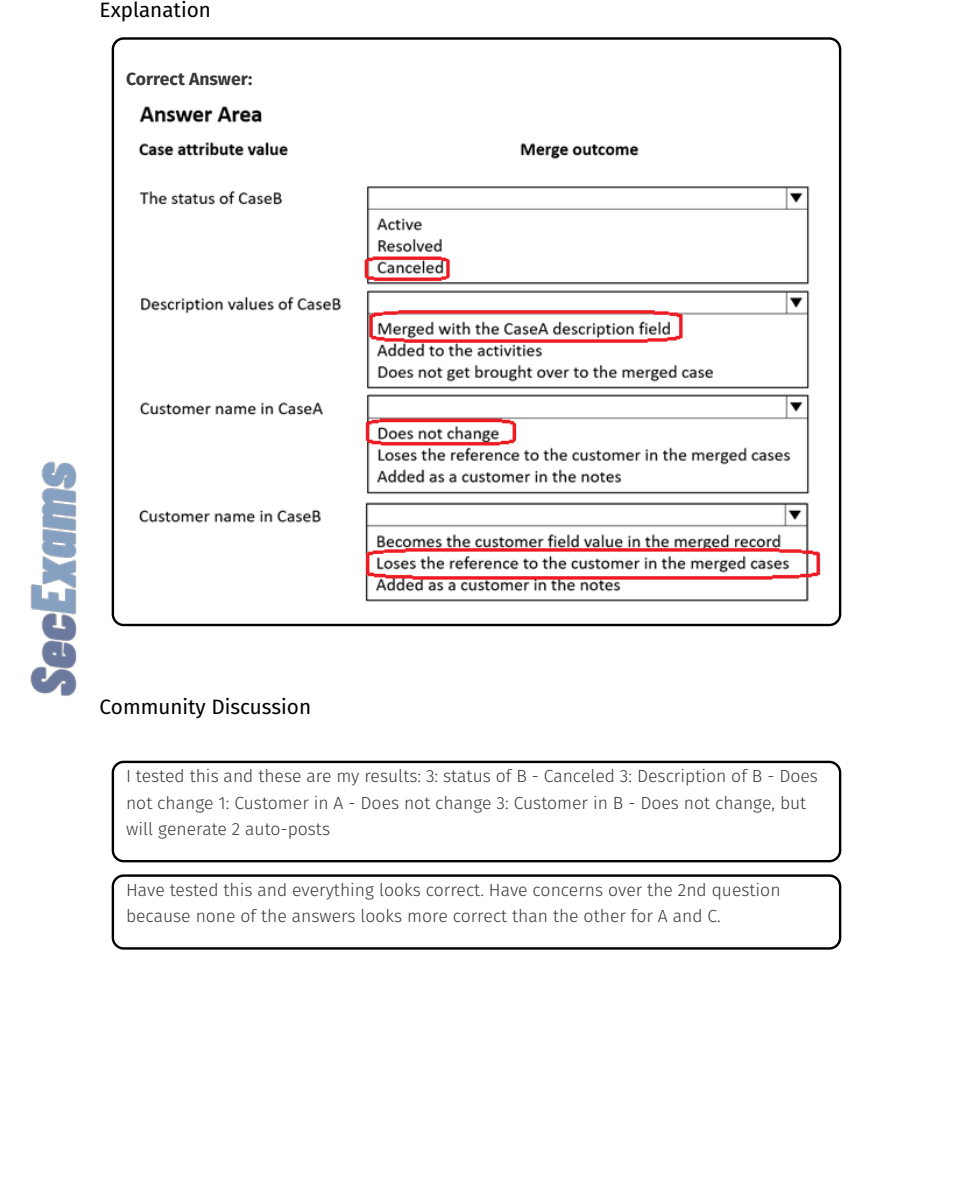 Explanation
Correct Answer:
Answer Area
Case attribute value Merge outcome
The status of CaseB
Active
Resolved
Canceled
Description values of CaseB
Merged with the CaseA description field
Added to the activities
Does not get brought over to the merged case
Customer name in CaseA
Does not change
Loses the reference to the customer in the merged cases
Added as a customer in the notes
Customer name in CaseB
Becomes the customer field value in the merged record
Loses the reference to the customer in the merged cases
Added as a customer in the notes
SecExams
Community Discussion
I tested this and these are my results: 3: status of B - Canceled 3: Description of B - Does
not change 1: Customer in A - Does not change 3: Customer in B - Does not change, but
will generate 2 auto-posts
Have tested this and everything looks correct. Have concerns over the 2nd question
because none of the answers looks more correct than the other for A and C.